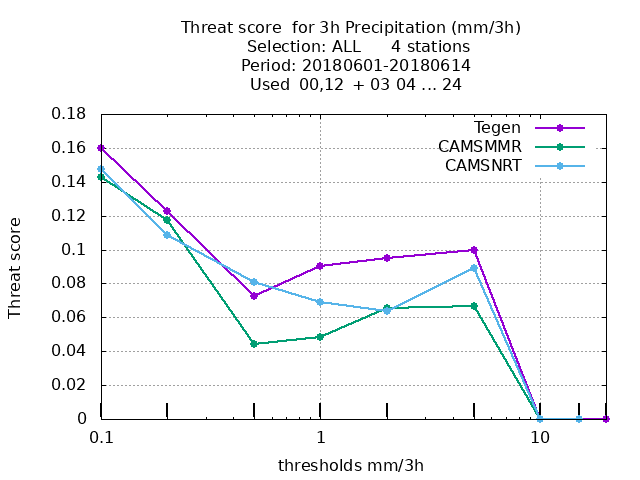 Threat score  for 3h Precipitation (mm/3h)
Selection: ALL      4 stations
Period: 20180601-20180614
Used  00,12  + 03 04 ... 24
Tegen
CAMSMMR
CAMSNRT
0.18
0.16
0.14
0.12
0.1
0.08
0.06
0.04
0.02
0
Threat score
0.1
1
10
thresholds mm/3h